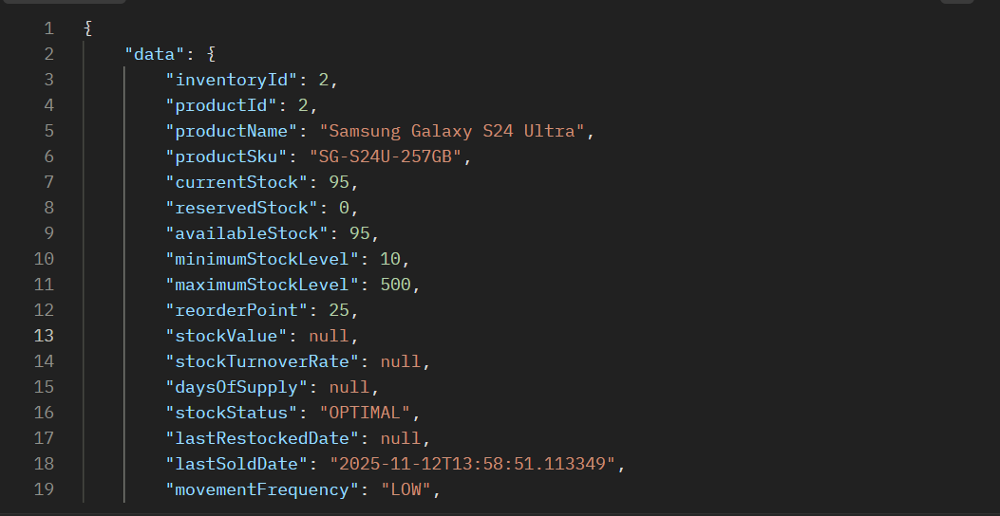 1 {
2 "data": {
3 "inventoryId": 2,
4 "productId": 2,
5 "productName": "Samsung Galaxy S24 Ultra",
6 "productSku": "SG-S24U-257GB",
7 "currentStock": 95,
8 "reservedStock": 0,
9 "availableStock": 95,
10 "minimumStockLevel": 10,
11 "maximumStockLevel": 500,
12 "reorderPoint": 25,
13 "stockValue": null,
14 "stockTurnoverRate": null,
15 "daysOfSupply": null,
16 "stockStatus": "OPTIMAL",
17 "lastRestockedDate": null,
18 "lastSoldDate": "2025-11-12T13:58:51.113349",
19 "movementFrequency": "LOW",